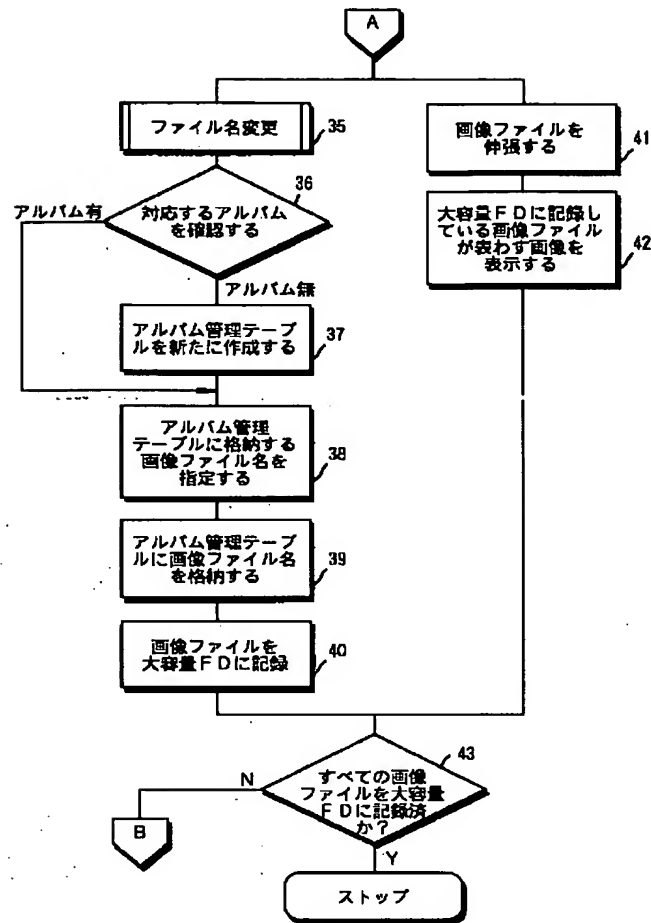 A
ファイル名変更
35
36
アルバム有
対応するアルバム
を確認する
アルバム無
アルバム管理テーブ
ルを新たに作成する
37
アルバム管理
テーブルに格納する
画像ファイル名を
指定する
38
アルバム管理テーブ
ルに画像ファイル名
を格納する
39
画像ファイルを
大容量FDに記録
40
画像ファイルを
伸張する
41
大容量FDに記録し
ている画像ファイル
が表わす画像を
表示する
42
43
すべての画像
ファイルを大容量
FDに記録済
か?
N
B
Y
ストップ